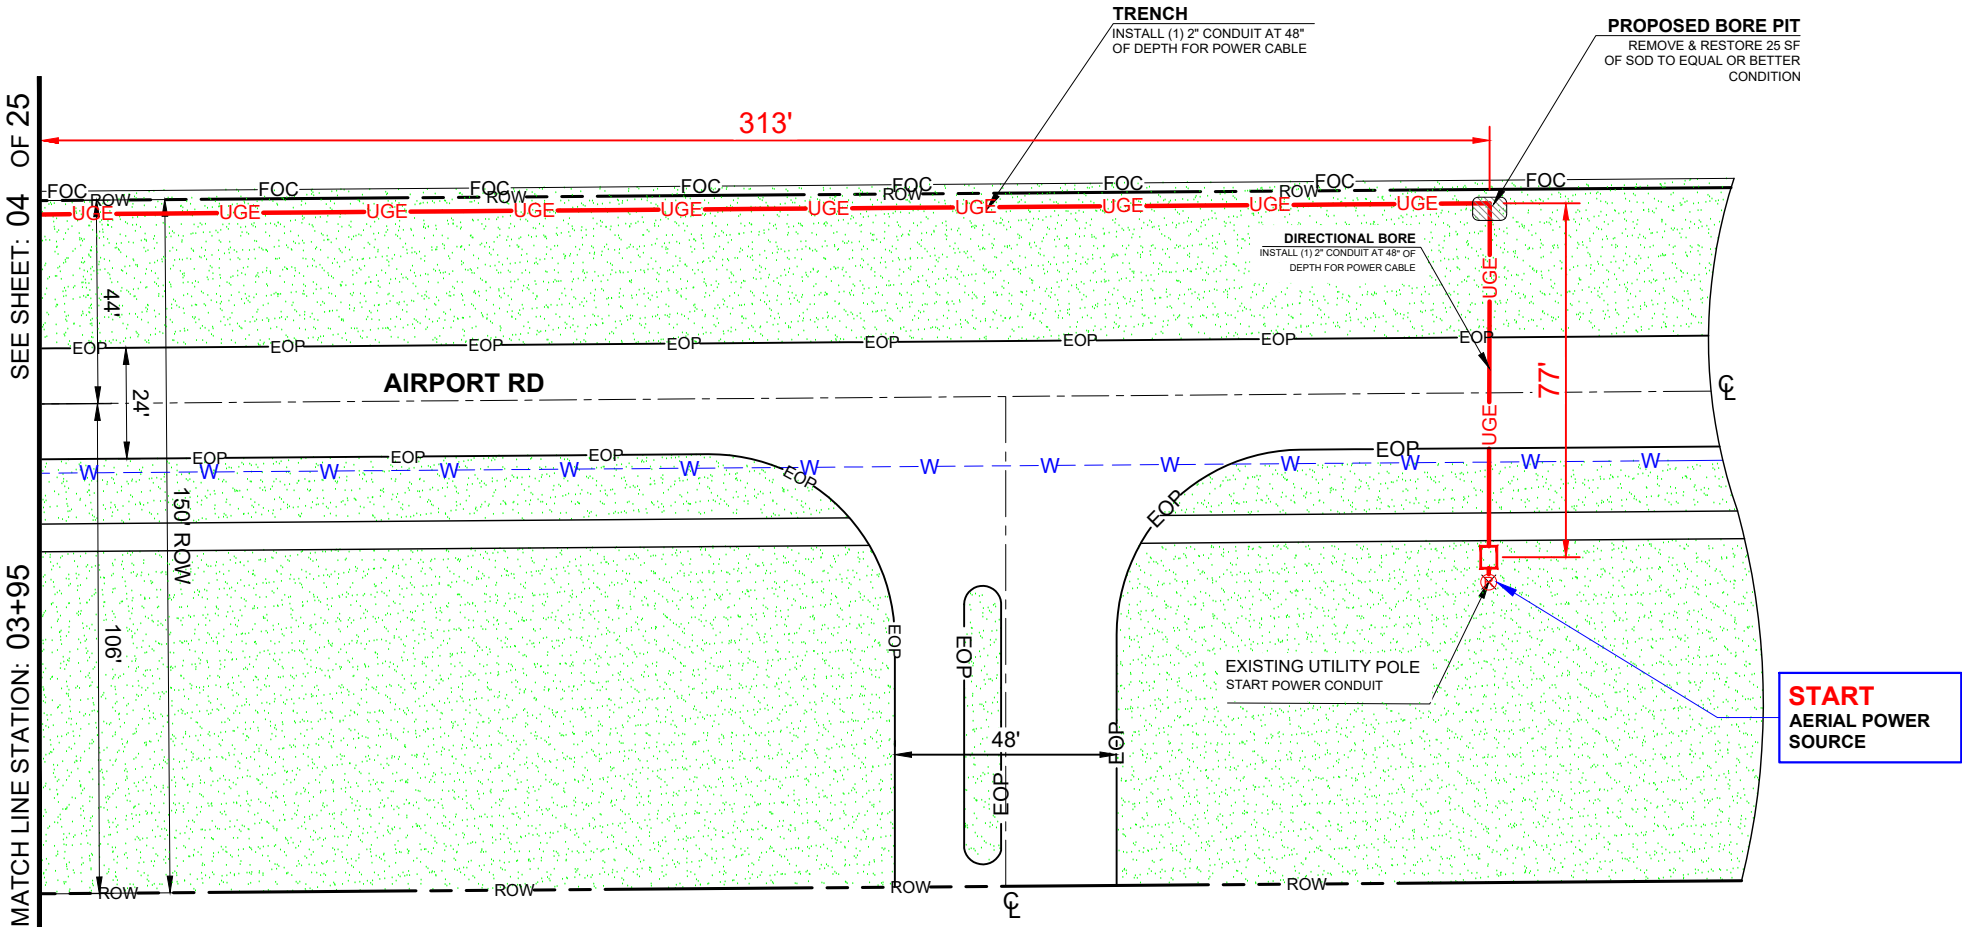 TRENCH
INSTALL (1) 2" CONDUIT AT 48"
OF DEPTH FOR POWER CABLE
PROPOSED BORE PIT
REMOVE & RESTORE 25 SF
OF SOD TO EQUAL OR BETTER
CONDITION
SEE SHEET: 04 OF 25
MATCH LINE STATION: 03+95
313'
FOC FOC FOC FOC FOC FOC FOC FOC
ROW ROW ROW ROW
UGE UGE UGE UGE UGE UGE UGE UGE UGE UGE
DIRECTIONAL BORE
INSTALL (1) 2" CONDUIT AT 48" OF
DEPTH FOR POWER CABLE
UGE
44'
EOP EOP EOP EOP EOP EOP EOP EOP
AIRPORT RD
24'
77'
℄
UGE
EOP EOP EOP EOP EOP EOP
W W W W W W W W W W W W W W
150' ROW
106'
EOP EOP EOP EOP
EXISTING UTILITY POLE
START POWER CONDUIT
START
AERIAL POWER
SOURCE
48'
ROW ROW ROW ROW
℄